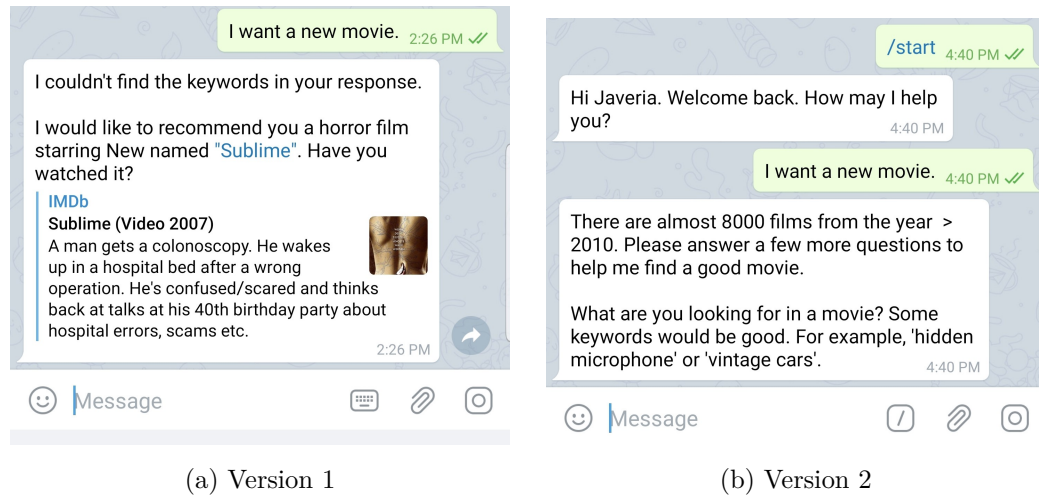 I want a new movie. 2:26 PM
I couldn't find the keywords in your response.
I would like to recommend you a horror film
starring New named "Sublime". Have you
watched it?
IMDb
Sublime (Video 2007)
A man gets a colonoscopy. He wakes
up in a hospital bed after a wrong
operation. He's confused/scared and thinks
back at talks at his 40th birthday party about
hospital errors, scams etc.
2:26 PM
Message
(a) Version 1
/start 4:40 PM
Hi Javeria. Welcome back. How may I help
you?
4:40 PM
I want a new movie. 4:40 PM
There are almost 8000 films from the year >
2010. Please answer a few more questions to
help me find a good movie.
What are you looking for in a movie? Some
keywords would be good. For example, 'hidden
microphone' or 'vintage cars'.
4:40 PM
Message
(b) Version 2